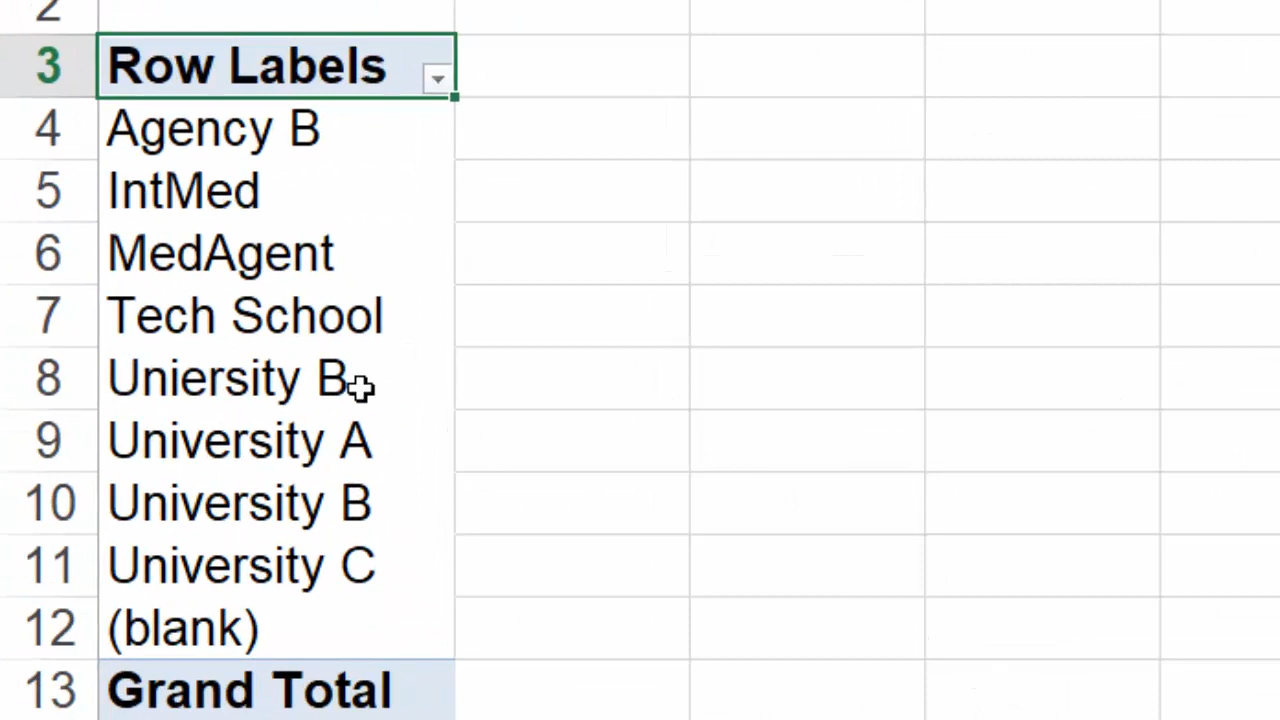 2
3 Row Labels
4 Agency B
5 IntMed
6 MedAgent
7 Tech School
8 Uniersity B
9 University A
10 University B
11 University C
12 (blank)
13 Grand Total